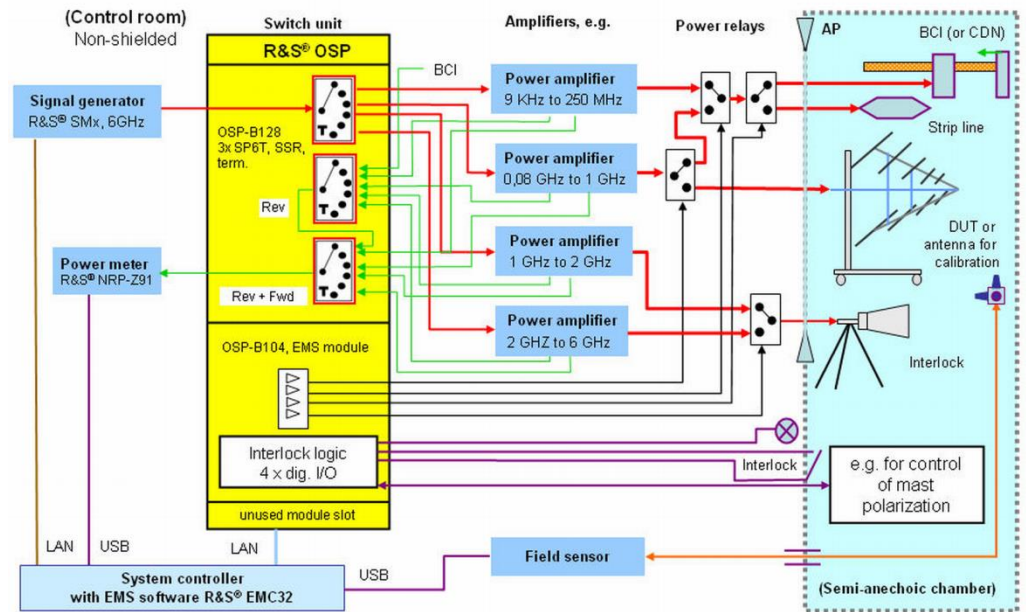 (Control room)
Non-shielded
Switch unit
Amplifiers, e.g.
Power relays
AP
BCI (or CDN)
R&S® OSP
BCI
Signal generator
R&S® SMx, 6GHz
OSP-B128
3x SP6T, SSR,
term.
T
T
T
Rev
Rev + Fwd
Power amplifier
9 KHz to 250 MHz
Power amplifier
0,08 GHz to 1 GHz
Power amplifier
1 GHz to 2 GHz
Power amplifier
2 GHZ to 6 GHz
Strip line
DUT or
antenna for
calibration
Interlock
Power meter
R&S® NRP-Z91
OSP-B104, EMS module
Interlock logic
4 x dig. I/O
Interlock
e.g. for control
of mast
polarization
unused module slot
LAN
USB
LAN
USB
Field sensor
System controller
with EMS software R&S® EMC32
(Semi-anechoic chamber)